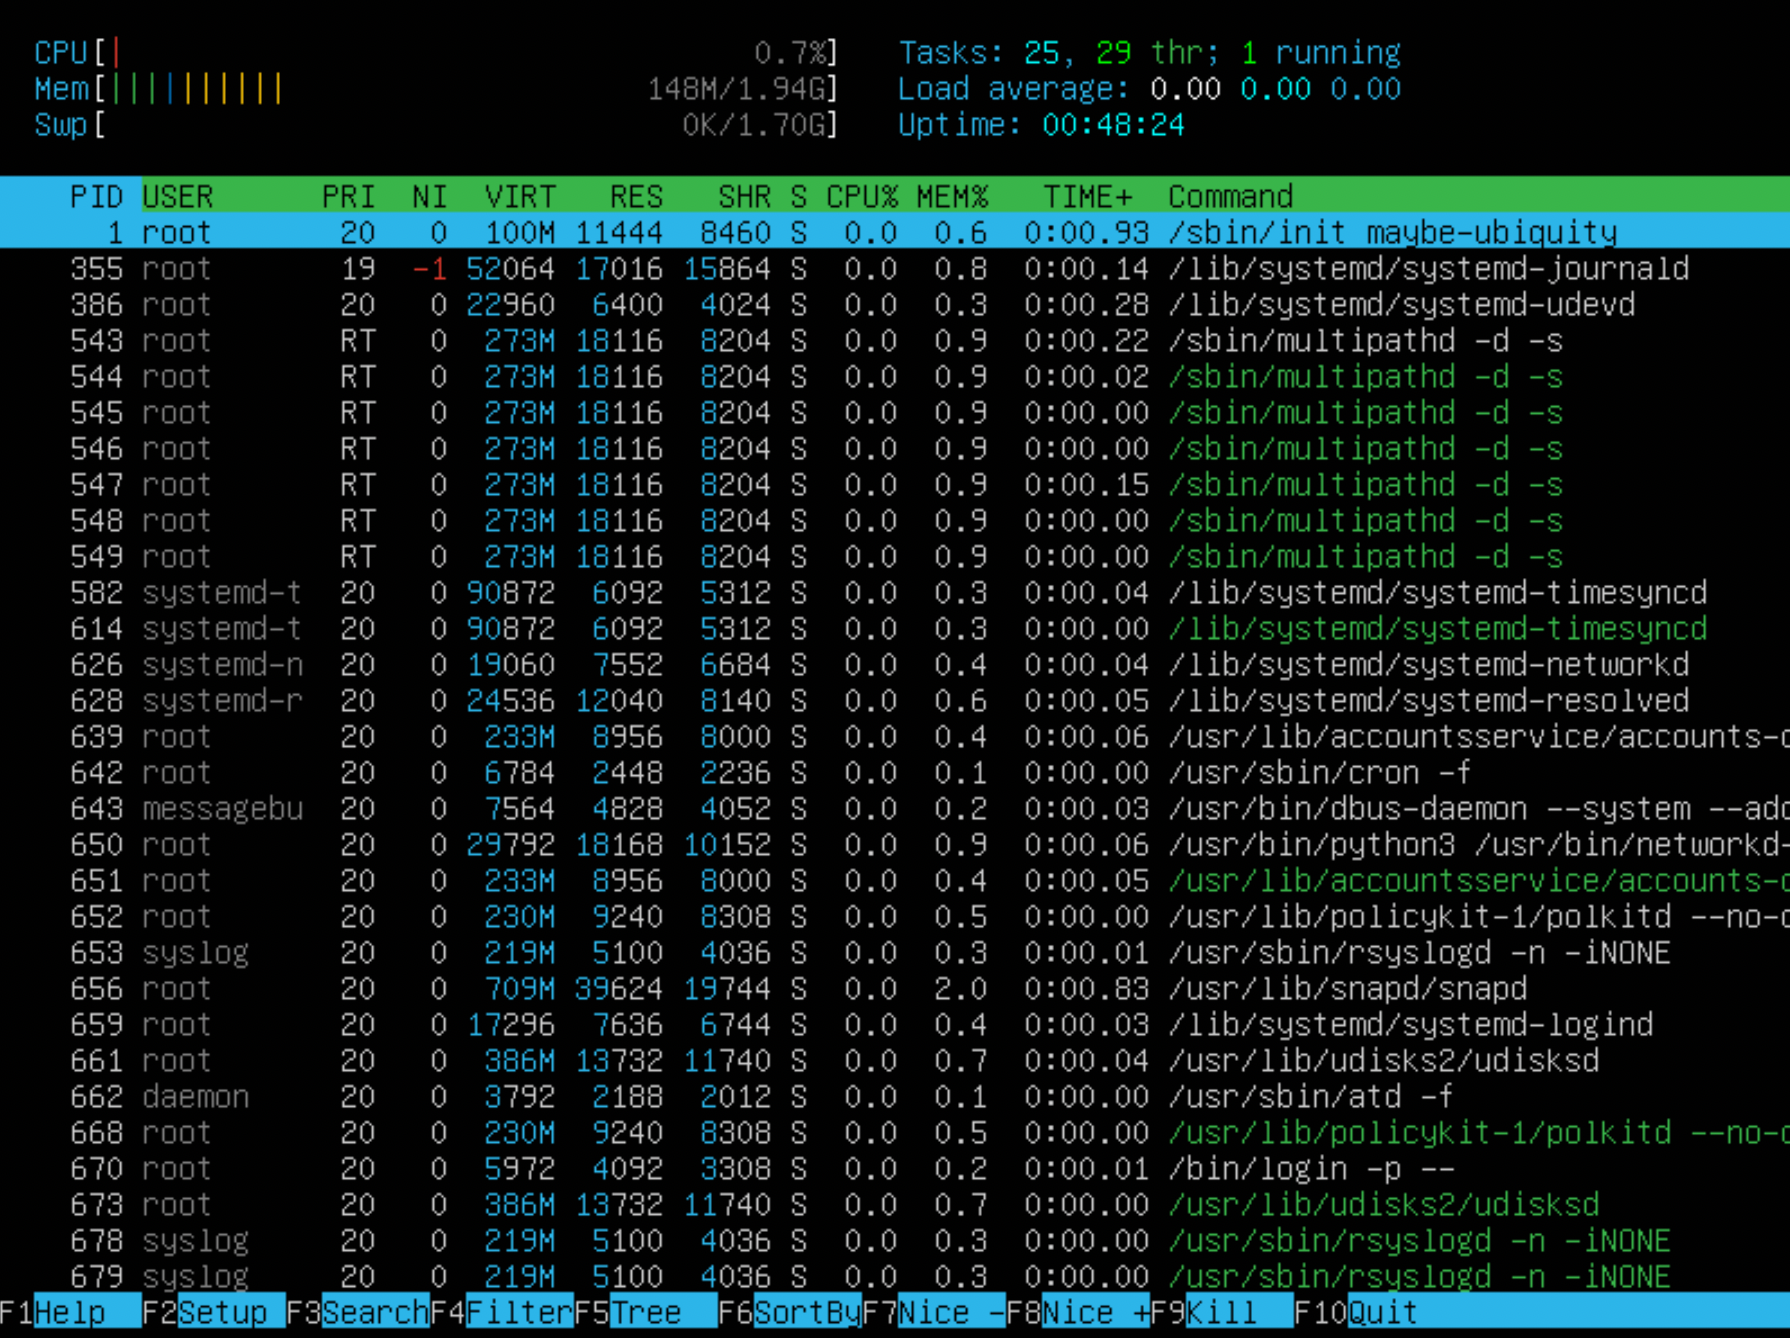 CPU[| 0.7%] Tasks: 25, 29 thr; 1 running
Mem[|||||||||| 148M/1.94G] Load average: 0.00 0.00 0.00
Swp[ 0K/1.70G] Uptime: 00:48:24
PID USER PRI NI VIRT RES SHR S CPU% MEM% TIME+ Command
1 root 20 0 100M 11444 8460 S 0.0 0.6 0:00.93 /sbin/init maybe-ubiquity
355 root 19 -1 52064 17016 15864 S 0.0 0.8 0:00.14 /lib/systemd/systemd-journald
386 root 20 0 22960 6400 4024 S 0.0 0.3 0:00.28 /lib/systemd/systemd-udevd
543 root RT 0 273M 18116 8204 S 0.0 0.9 0:00.22 /sbin/multipathd -d -s
544 root RT 0 273M 18116 8204 S 0.0 0.9 0:00.02 /sbin/multipathd -d -s
545 root RT 0 273M 18116 8204 S 0.0 0.9 0:00.00 /sbin/multipathd -d -s
546 root RT 0 273M 18116 8204 S 0.0 0.9 0:00.00 /sbin/multipathd -d -s
547 root RT 0 273M 18116 8204 S 0.0 0.9 0:00.15 /sbin/multipathd -d -s
548 root RT 0 273M 18116 8204 S 0.0 0.9 0:00.00 /sbin/multipathd -d -s
549 root RT 0 273M 18116 8204 S 0.0 0.9 0:00.00 /sbin/multipathd -d -s
582 systemd-t 20 0 90872 6092 5312 S 0.0 0.3 0:00.04 /lib/systemd/systemd-timesyncd
614 systemd-t 20 0 90872 6092 5312 S 0.0 0.3 0:00.00 /lib/systemd/systemd-timesyncd
626 systemd-n 20 0 19060 7552 6684 S 0.0 0.4 0:00.04 /lib/systemd/systemd-networkd
628 systemd-r 20 0 24536 12040 8140 S 0.0 0.6 0:00.05 /lib/systemd/systemd-resolved
639 root 20 0 233M 8956 8000 S 0.0 0.4 0:00.06 /usr/lib/accountsservice/accounts-d
642 root 20 0 6784 2448 2236 S 0.0 0.1 0:00.00 /usr/sbin/cron -f
643 messagebu 20 0 7564 4828 4052 S 0.0 0.2 0:00.03 /usr/bin/dbus-daemon --system --add
650 root 20 0 29792 18168 10152 S 0.0 0.9 0:00.06 /usr/bin/python3 /usr/bin/networkd-
651 root 20 0 233M 8956 8000 S 0.0 0.4 0:00.05 /usr/lib/accountsservice/accounts-d
652 root 20 0 230M 9240 8308 S 0.0 0.5 0:00.00 /usr/lib/policykit-1/polkitd --no-d
653 syslog 20 0 219M 5100 4036 S 0.0 0.3 0:00.01 /usr/sbin/rsyslogd -n -iNONE
656 root 20 0 709M 39624 19744 S 0.0 2.0 0:00.83 /usr/lib/snapd/snapd
659 root 20 0 17296 7636 6744 S 0.0 0.4 0:00.03 /lib/systemd/systemd-logind
661 root 20 0 386M 13732 11740 S 0.0 0.7 0:00.04 /usr/lib/udisks2/udisksd
662 daemon 20 0 3792 2188 2012 S 0.0 0.1 0:00.00 /usr/sbin/atd -f
668 root 20 0 230M 9240 8308 S 0.0 0.5 0:00.00 /usr/lib/policykit-1/polkitd --no-d
670 root 20 0 5972 4092 3308 S 0.0 0.2 0:00.01 /bin/login -p --
673 root 20 0 386M 13732 11740 S 0.0 0.7 0:00.00 /usr/lib/udisks2/udisksd
678 syslog 20 0 219M 5100 4036 S 0.0 0.3 0:00.00 /usr/sbin/rsyslogd -n -iNONE
679 syslog 20 0 219M 5100 4036 S 0.0 0.3 0:00.00 /usr/sbin/rsyslogd -n -iNONE
F1Help F2Setup F3SearchF4FilterF5Tree F6SortByF7Nice -F8Nice +F9Kill F10Quit